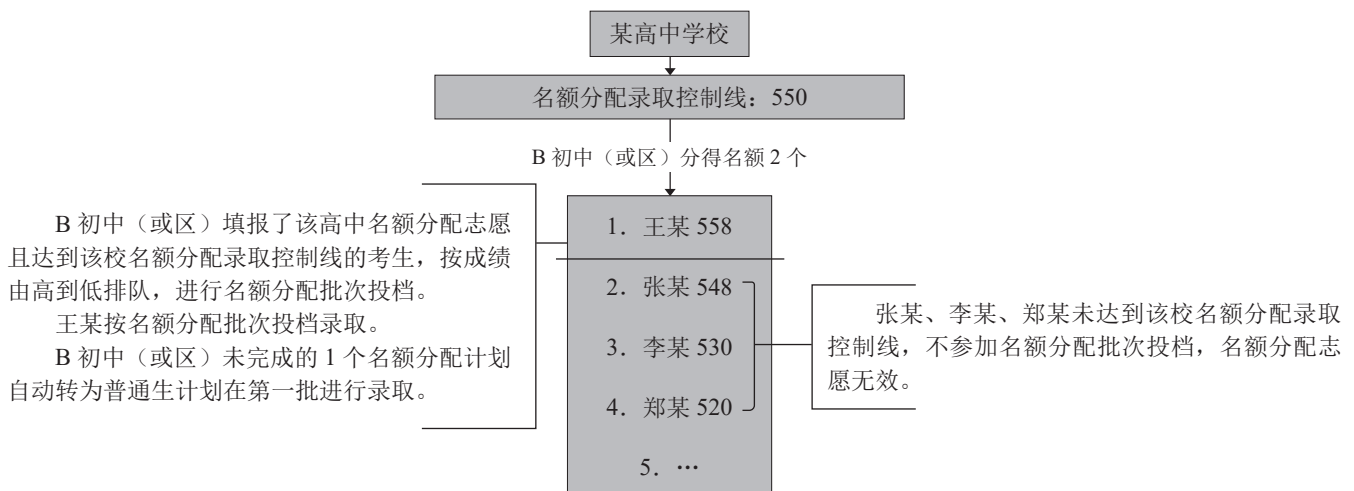 某高中学校
名额分配录取控制线：550
B 初中（或区）分得名额 2 个
B 初中（或区）填报了该高中名额分配志愿
且达到该校名额分配录取控制线的考生，按成绩
由高到低排队，进行名额分配批次投档。
王某按名额分配批次投档录取。
B 初中（或区）未完成的 1 个名额分配计划
自动转为普通生计划在第一批进行录取。
1．王某 558
2．张某 548
3．李某 530
4．郑某 520
5．…
张某、李某、郑某未达到该校名额分配录取
控制线，不参加名额分配批次投档，名额分配志
愿无效。